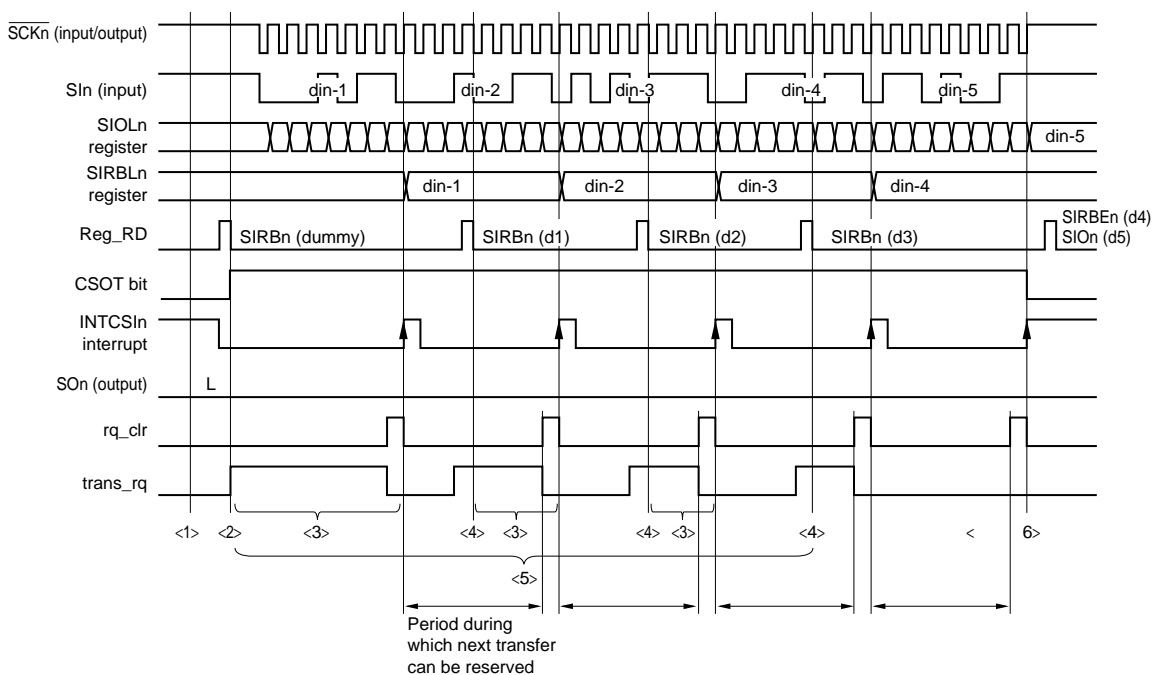 SCKn (input/output)
SIn (input)
din-1
din-2
din-3
din-4
din-5
SIOLn
register
din-5
SIRBLn
register
din-1
din-2
din-3
din-4
Reg_RD
SIRBn (dummy)
SIRBn (d1)
SIRBn (d2)
SIRBn (d3)
SIRBEn (d4)
SIOn (d5)
CSOT bit
INTCSIn
interrupt
SOn (output)
L
rq_clr
trans_rq
<1> <2> <3> <4> <3> <4> <3> <4> < 6>
<5>
Period during
which next transfer
can be reserved